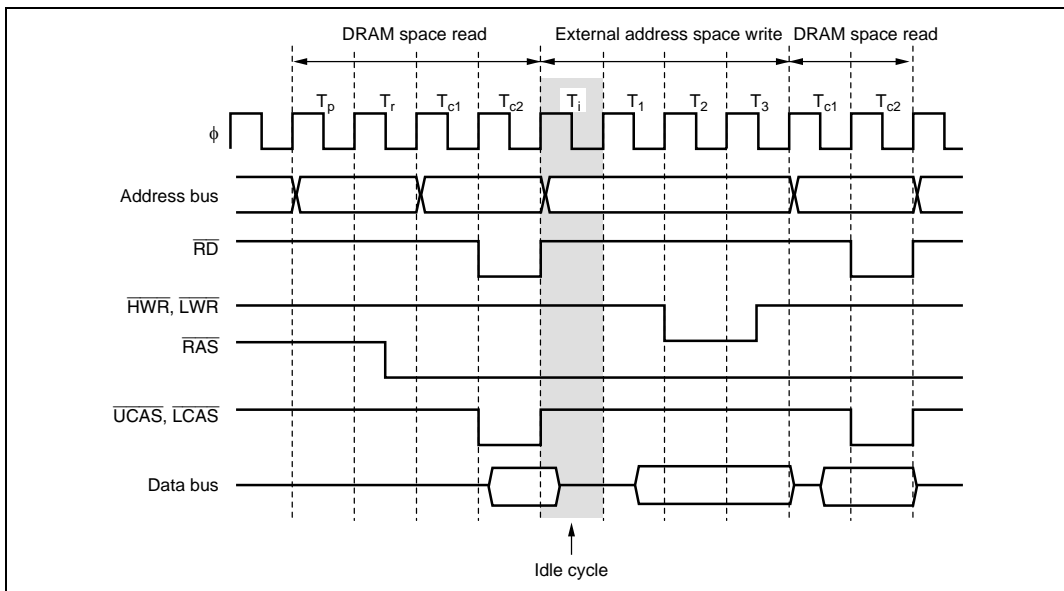 DRAM space read External address space write DRAM space read
Tp Tr Tc1 Tc2 Ti T1 T2 T3 Tc1 Tc2
ϕ
Address bus
RD
HWR, LWR
RAS
UCAS, LCAS
Data bus
Idle cycle